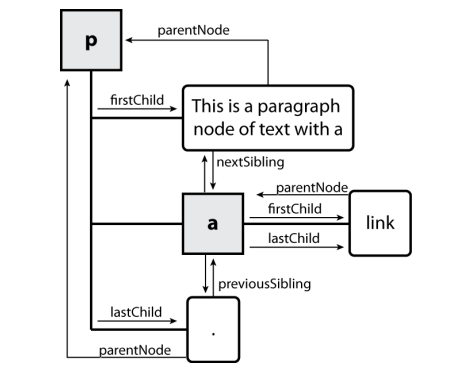 parentNode
p
firstChild
This is a paragraph
node of text with a
nextSibling
parentNode
firstChild
a
link
lastChild
previousSibling
lastChild
.
parentNode